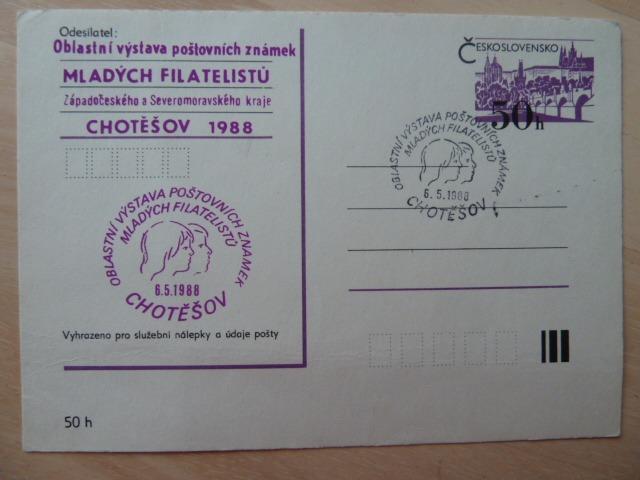 Odesílatel:
Oblastní výstava poštovních známek
MLADÝCH FILATELISTŮ
Západočeského a Severomoravského kraje
CHOTĚŠOV 1988
OBLASTNÍ VÝSTAVA POŠTOVNÍCH ZNÁMEK
MLADÝCH FILATELISTŮ
6.5.1988
CHOTĚŠOV
Vyhrazeno pro služební nálepky a údaje pošty
50 h
ČESKOSLOVENSKO
50h
OBLASTNÍ VÝSTAVA POŠTOVNÍCH ZNÁMEK
MLADÝCH FILATELISTŮ
6.5.1988
CHOTĚŠOV